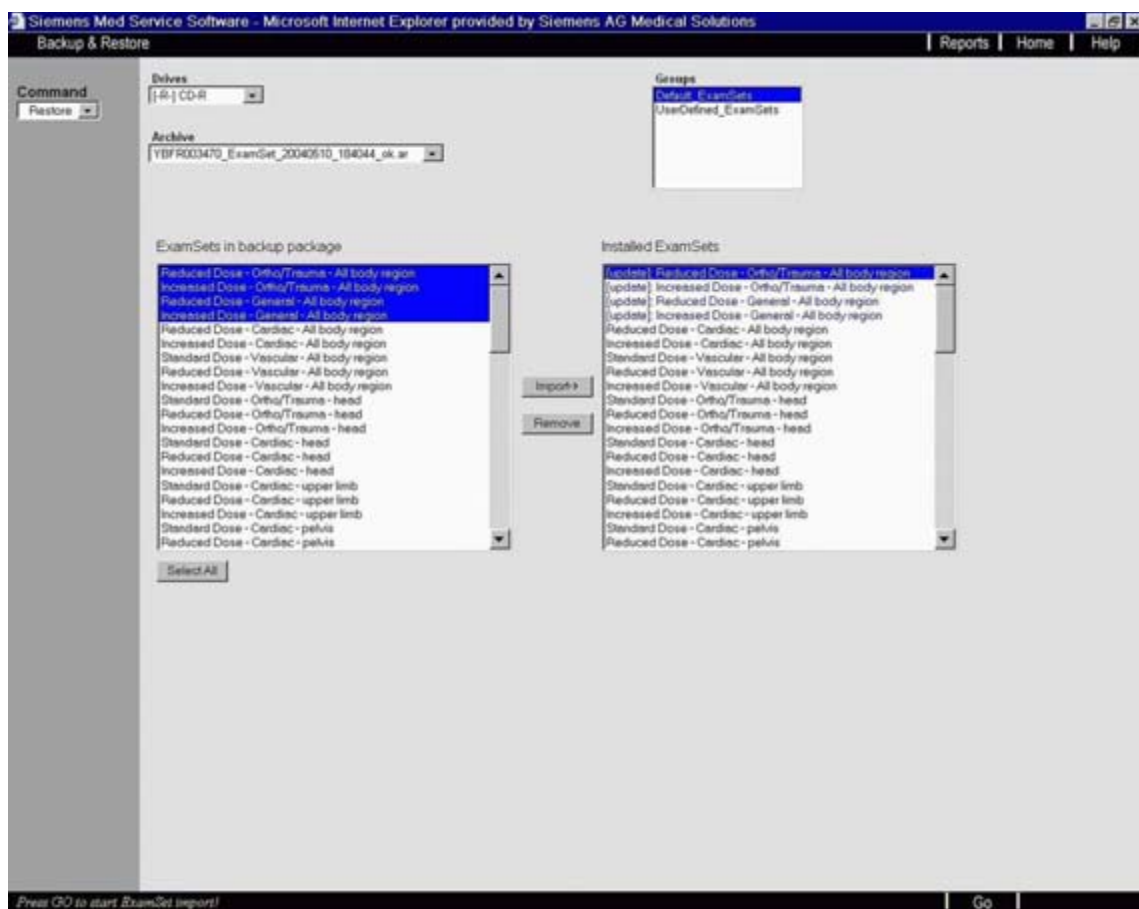 Siemens Med Service Software - Microsoft Internet Explorer provided by Siemens AG Medical Solutions
Backup & Restore
Reports
Home
Help
Command
Restore
Drives
[-R-] CD-R
Archive
YBFR003470_ExamSet_20040510_184044_ok.ar
Groups
Default_ExamSets
UserDefined_ExamSets
ExamSets in backup package
Reduced Dose - Ortho/Trauma - All body region
Increased Dose - Ortho/Trauma - All body region
Reduced Dose - General - All body region
Increased Dose - General - All body region
Reduced Dose - Cardiac - All body region
Increased Dose - Cardiac - All body region
Standard Dose - Vascular - All body region
Reduced Dose - Vascular - All body region
Increased Dose - Vascular - All body region
Standard Dose - Ortho/Trauma - head
Reduced Dose - Ortho/Trauma - head
Increased Dose - Ortho/Trauma - head
Standard Dose - Cardiac - head
Reduced Dose - Cardiac - head
Increased Dose - Cardiac - head
Standard Dose - Cardiac - upper limb
Reduced Dose - Cardiac - upper limb
Increased Dose - Cardiac - upper limb
Standard Dose - Cardiac - pelvis
Reduced Dose - Cardiac - pelvis
Select All
Import->
Remove
Installed ExamSets
[update]: Reduced Dose - Ortho/Trauma - All body region
[update]: Increased Dose - Ortho/Trauma - All body region
[update]: Reduced Dose - General - All body region
[update]: Increased Dose - General - All body region
Reduced Dose - Cardiac - All body region
Increased Dose - Cardiac - All body region
Standard Dose - Vascular - All body region
Reduced Dose - Vascular - All body region
Increased Dose - Vascular - All body region
Standard Dose - Ortho/Trauma - head
Reduced Dose - Ortho/Trauma - head
Increased Dose - Ortho/Trauma - head
Standard Dose - Cardiac - head
Reduced Dose - Cardiac - head
Increased Dose - Cardiac - head
Standard Dose - Cardiac - upper limb
Reduced Dose - Cardiac - upper limb
Increased Dose - Cardiac - upper limb
Standard Dose - Cardiac - pelvis
Reduced Dose - Cardiac - pelvis
Press GO to start ExamSet import!
Go